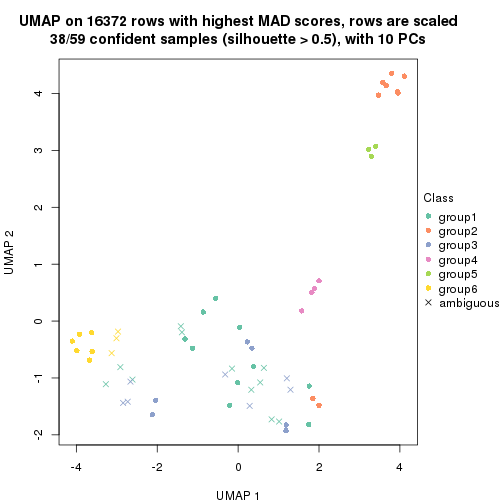 UMAP on 16372 rows with highest MAD scores, rows are scaled
38/59 confident samples (silhouette > 0.5), with 10 PCs
4
3
2
1
0
-1
-2
UMAP 2
-4
-2
0
2
4
UMAP 1
Class
group1
group2
group3
group4
group5
group6
ambiguous